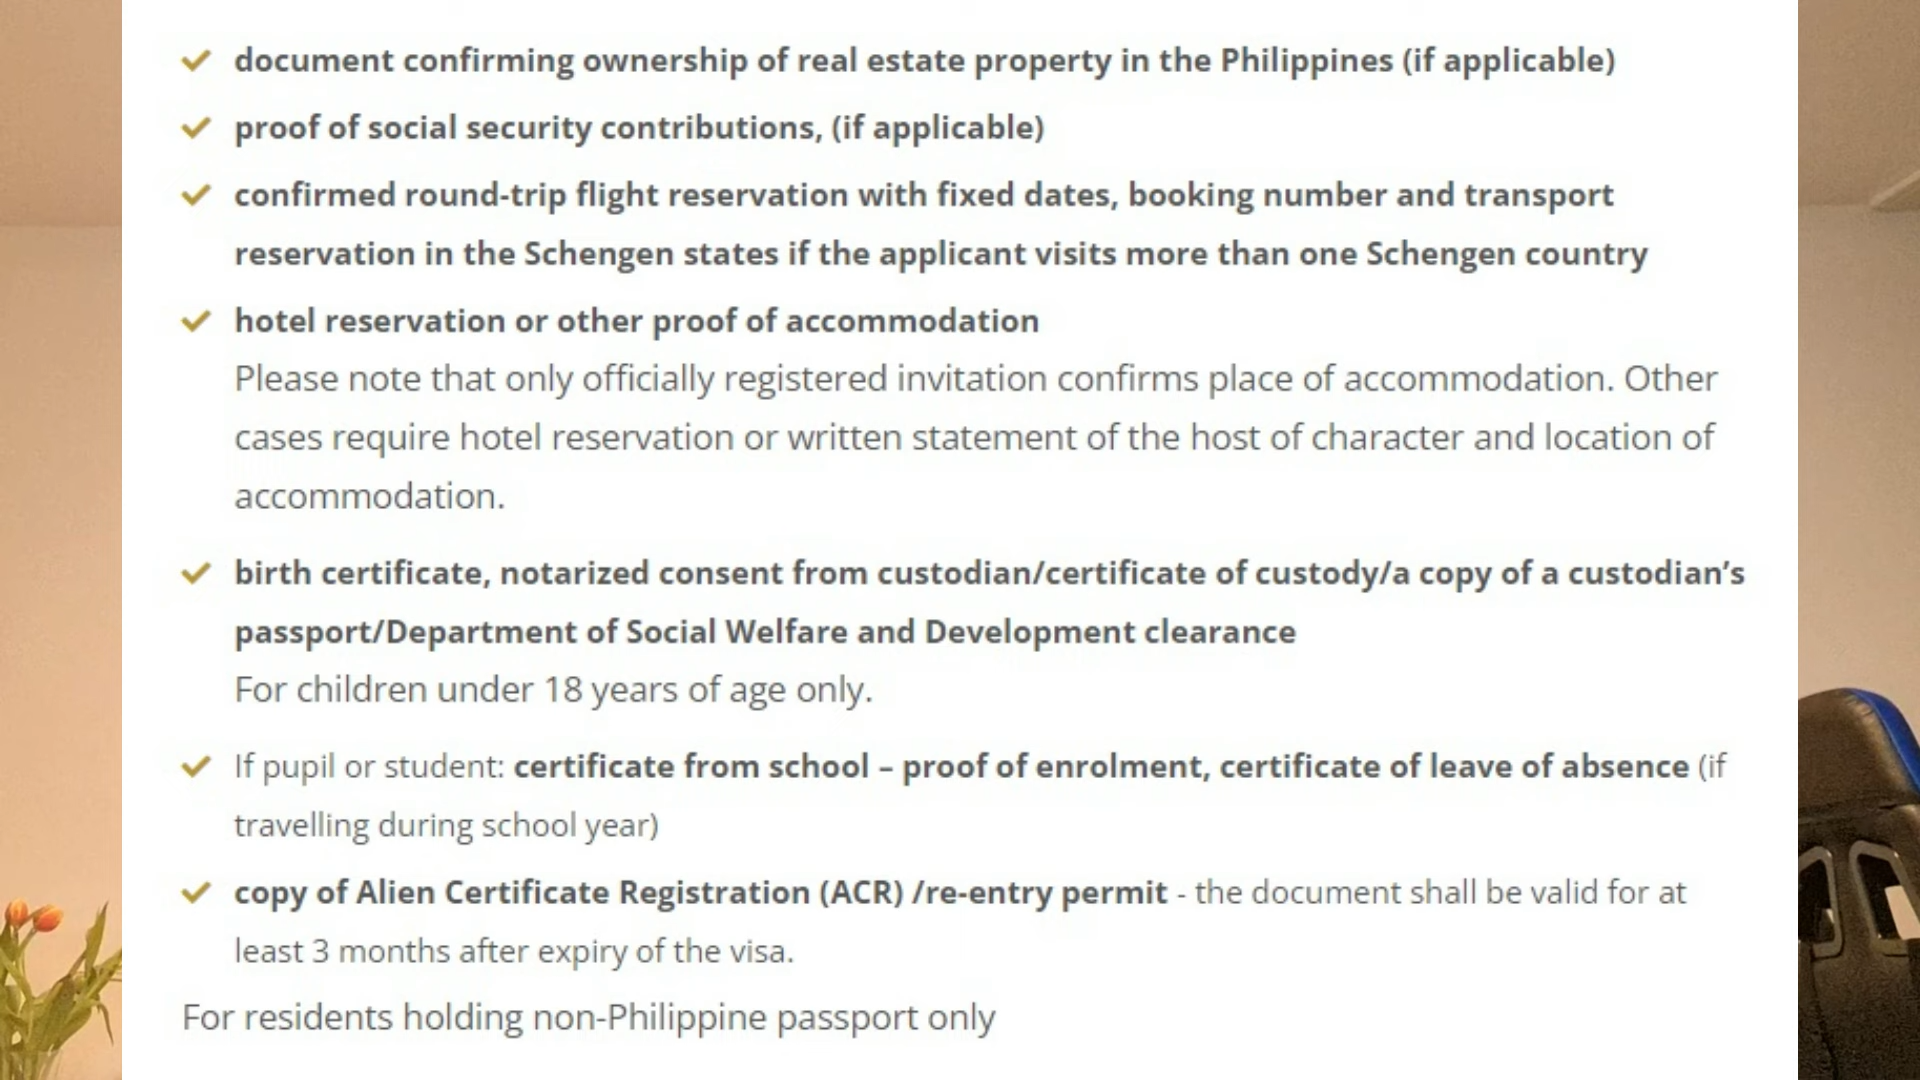 document confirming ownership of real estate property in the Philippines (if applicable)
proof of social security contributions, (if applicable)
confirmed round-trip flight reservation with fixed dates, booking number and transport
reservation in the Schengen states if the applicant visits more than one Schengen country
hotel reservation or other proof of accommodation
Please note that only officially registered invitation confirms place of accommodation. Other
cases require hotel reservation or written statement of the host of character and location of
accommodation.
birth certificate, notarized consent from custodian/certificate of custody/a copy of a custodian’s
passport/Department of Social Welfare and Development clearance
For children under 18 years of age only.
If pupil or student: certificate from school – proof of enrolment, certificate of leave of absence (if
travelling during school year)
copy of Alien Certificate Registration (ACR) /re-entry permit - the document shall be valid for at
least 3 months after expiry of the visa.
For residents holding non-Philippine passport only